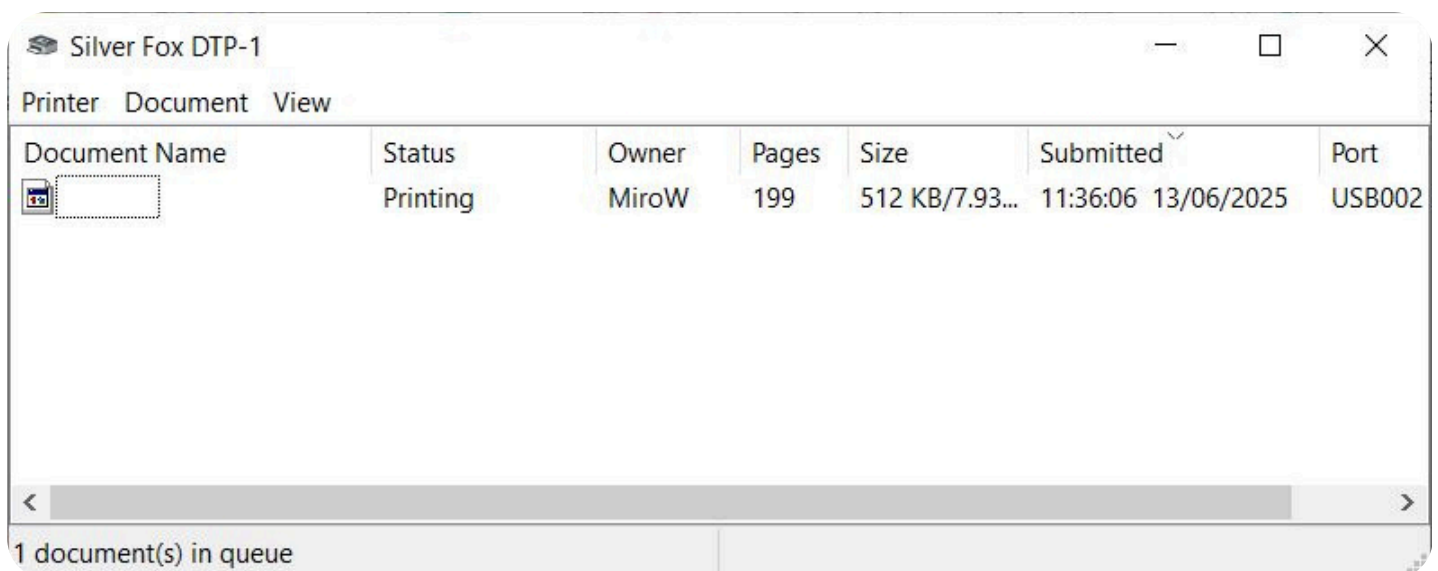 Silver Fox DTP-1
Printer Document View
Document Name Status Owner Pages Size Submitted Port
Printing MiroW 199 512 KB/7.93... 11:36:06 13/06/2025 USB002
1 document(s) in queue